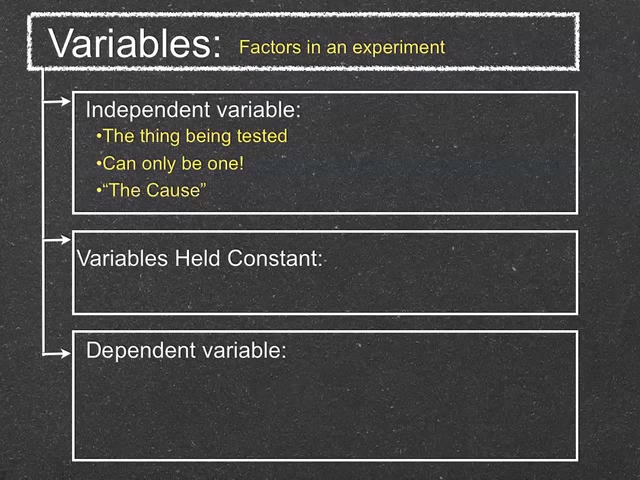 Variables: Factors in an experiment
Independent variable:
•The thing being tested
•Can only be one!
•“The Cause”
Variables Held Constant:
Dependent variable: